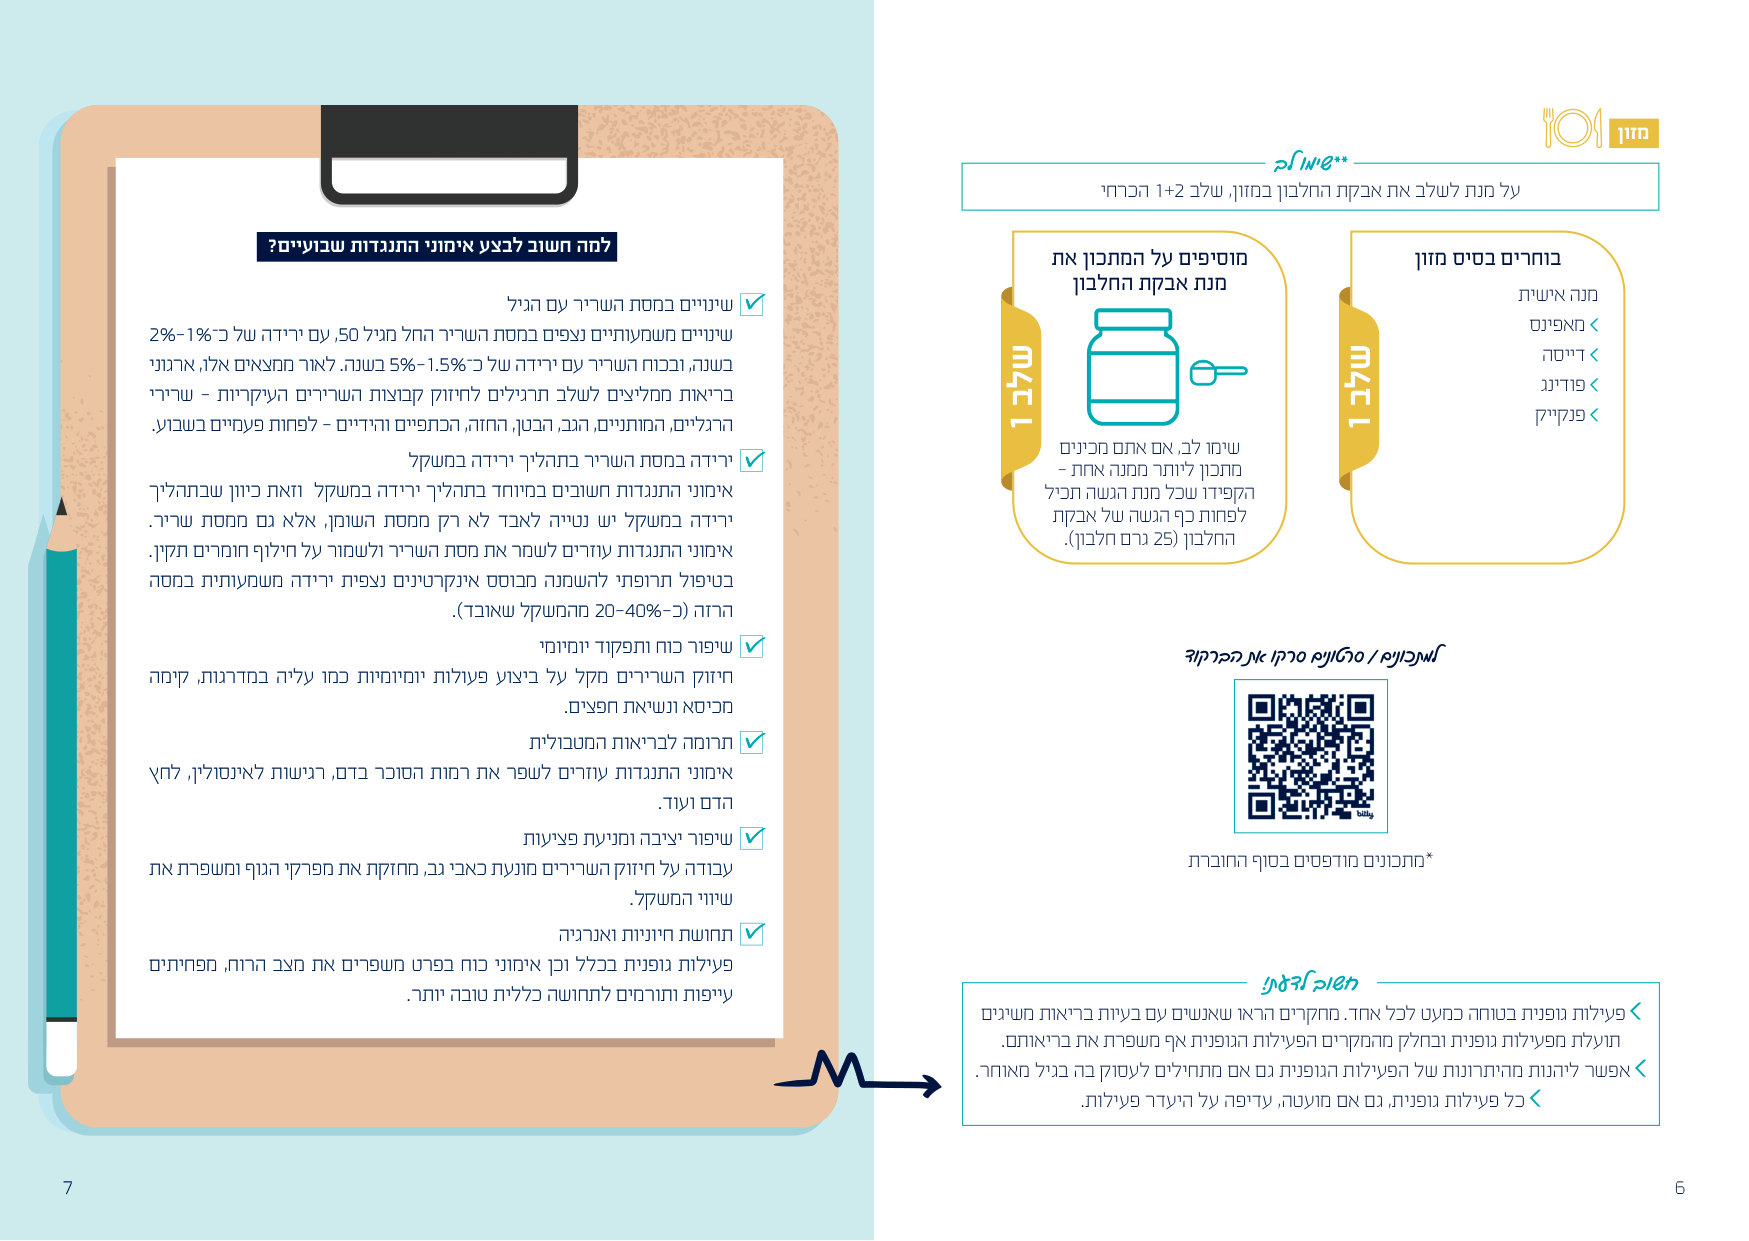 מזון
**שימו לב
על מנת לשלב את אבקת החלבון במזון, שלב 1+2 הכרחי
שלב 1
בוחרים בסיס מזון
מנה אישית
מאפינס
דייסה
פודינג
פנקייק
שלב 1
מוסיפים על המתכון את
מנת אבקת החלבון
שימו לב, אם אתם מכינים
מתכון ליותר ממנה אחת -
הקפידו שכל מנת הגשה תכיל
לפחות כף הגשה של אבקת
החלבון (25 גרם חלבון).
למתכונים / סרטונים סרקו את הברקוד
bitly
*מתכונים מודפסים בסוף החוברת
חשוב לדעת!
פעילות גופנית בטוחה כמעט לכל אחד. מחקרים הראו שאנשים עם בעיות בריאות משיגים
תועלת מפעילות גופנית ובחלק מהמקרים הפעילות הגופנית אף משפרת את בריאותם.
אפשר ליהנות מהיתרונות של הפעילות הגופנית גם אם מתחילים לעסוק בה בגיל מאוחר.
כל פעילות גופנית, גם אם מועטה, עדיפה על היעדר פעילות.
6
למה חשוב לבצע אימוני התנגדות שבועיים?
שינויים במסת השריר עם הגיל
שינויים משמעותיים נצפים במסת השריר החל מגיל 50, עם ירידה של כ־1%-2%
בשנה, ובכוח השריר עם ירידה של כ־1.5%-5% בשנה. לאור ממצאים אלו, ארגוני
בריאות ממליצים לשלב תרגילים לחיזוק קבוצות השרירים העיקריות - שרירי
הרגליים, המותניים, הגב, הבטן, החזה, הכתפיים והידיים - לפחות פעמיים בשבוע.
ירידה במסת השריר בתהליך ירידה במשקל
אימוני התנגדות חשובים במיוחד בתהליך ירידה במשקל וזאת כיוון שבתהליך
ירידה במשקל יש נטייה לאבד לא רק ממסת השומן, אלא גם ממסת שריר.
אימוני התנגדות עוזרים לשמר את מסת השריר ולשמור על חילוף חומרים תקין.
בטיפול תרופתי להשמנה מבוסס אינקרטינים נצפית ירידה משמעותית במסה
הרזה (כ-20-40% מהמשקל שאובד).
שיפור כוח ותפקוד יומיומי
חיזוק השרירים מקל על ביצוע פעולות יומיומיות כמו עליה במדרגות, קימה
מכיסא ונשיאת חפצים.
תרומה לבריאות המטבולית
אימוני התנגדות עוזרים לשפר את רמות הסוכר בדם, רגישות לאינסולין, לחץ
הדם ועוד.
שיפור יציבה ומניעת פציעות
עבודה על חיזוק השרירים מונעת כאבי גב, מחזקת את מפרקי הגוף ומשפרת את
שיווי המשקל.
תחושת חיוניות ואנרגיה
פעילות גופנית בכלל וכן אימוני כוח בפרט משפרים את מצב הרוח, מפחיתים
עייפות ותורמים לתחושה כללית טובה יותר.
7